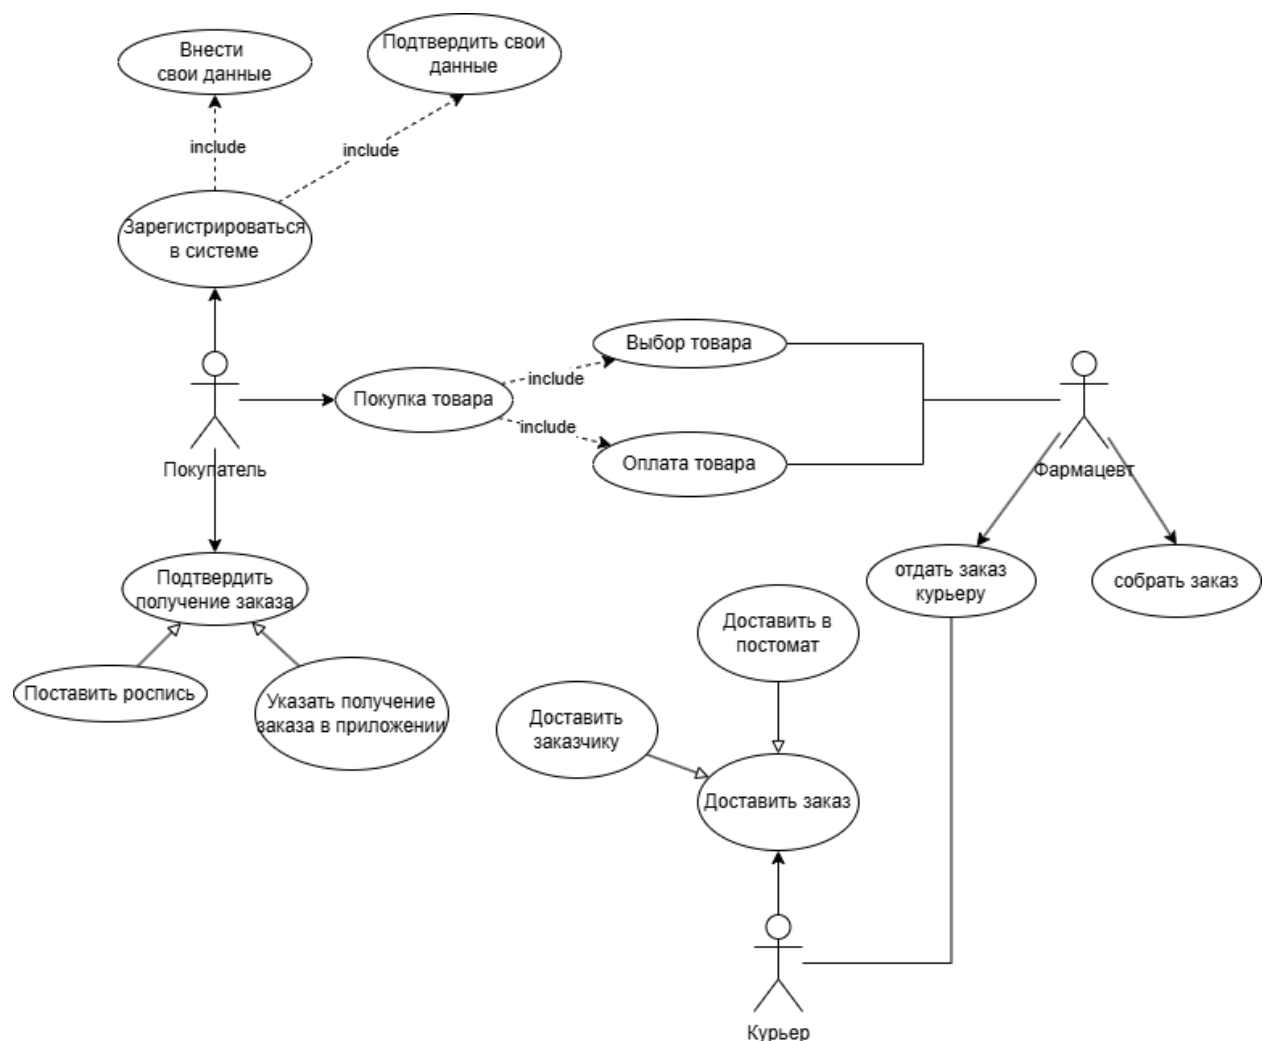 Внести
свои данные
Подтвердить свои
данные
include
include
Зарегистрироваться
в системе
Выбор товара
include
Покупка товара
include
Оплата товара
Покупатель
Фармацевт
Подтвердить
получение заказа
отдать заказ
курьеру
собрать заказ
Доставить в
постомат
Поставить роспись
Указать получение
заказа в приложении
Доставить
заказчику
Доставить заказ
Курьер